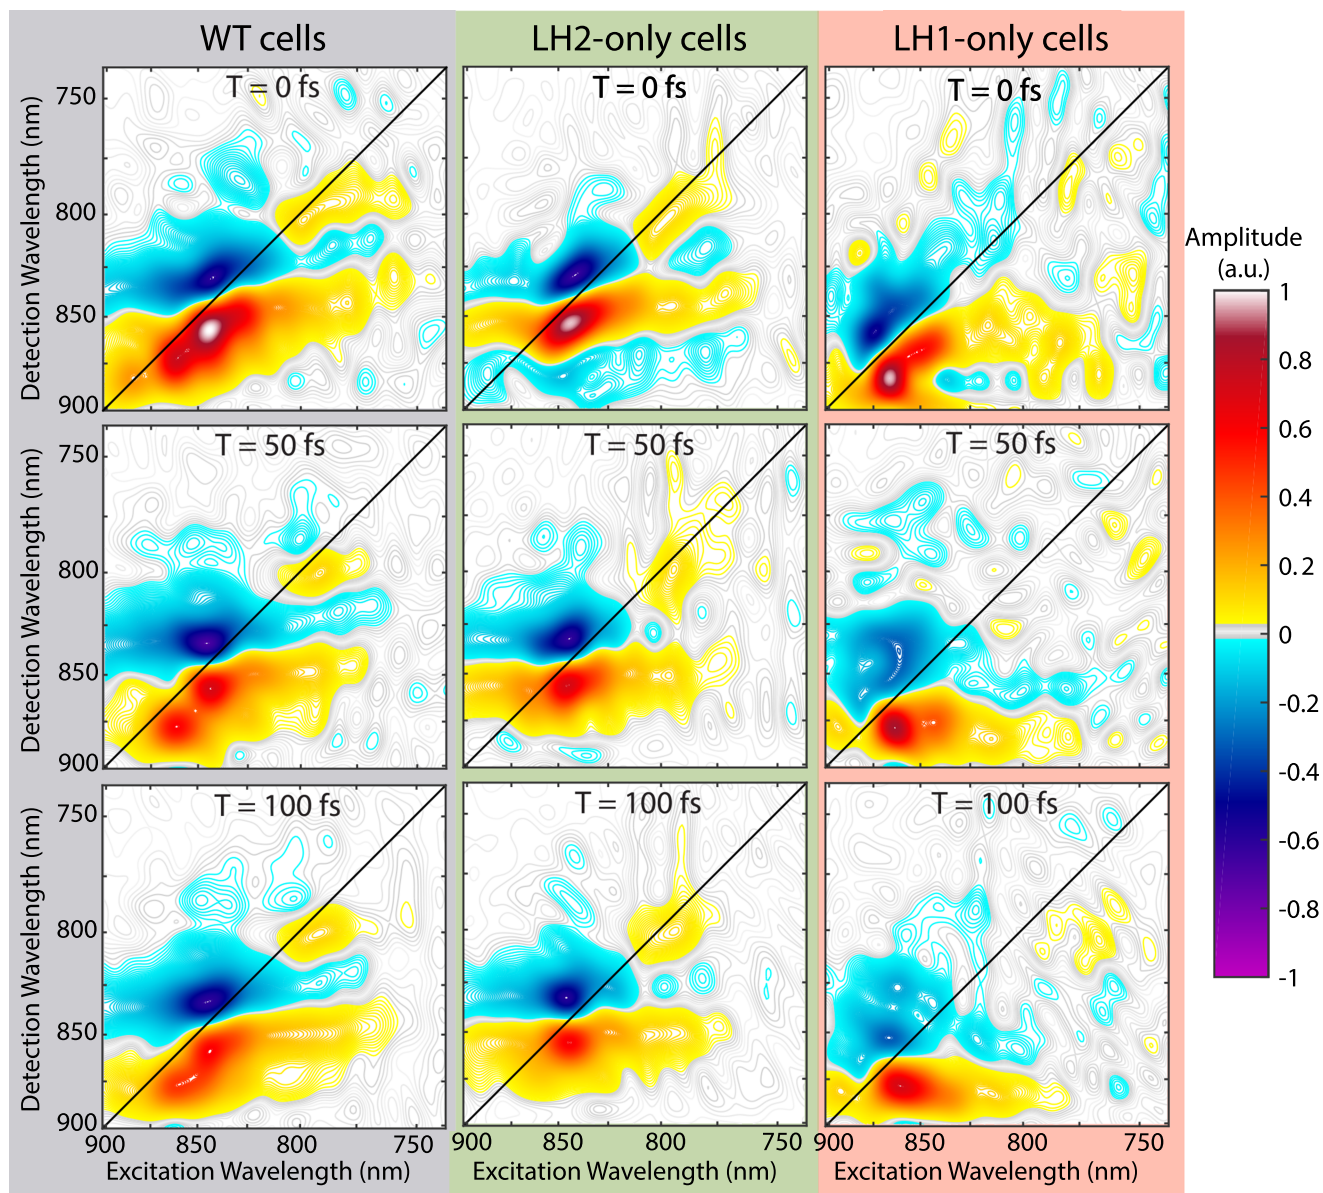 WT cells
LH2-only cells
LH1-only cells
T = 0 fs
T = 0 fs
T = 0 fs
Detection Wavelength (nm)
750
800
850
900
T = 50 fs
T = 50 fs
T = 50 fs
Detection Wavelength (nm)
750
800
850
900
T = 100 fs
T = 100 fs
T = 100 fs
Detection Wavelength (nm)
750
800
850
900
900 850 800 750
900 850 800 750
900 850 800 750
Excitation Wavelength (nm)
Excitation Wavelength (nm)
Excitation Wavelength (nm)
Amplitude
(a.u.)
1
0.8
0.6
0.4
0.2
0
-0.2
-0.4
-0.6
-0.8
-1